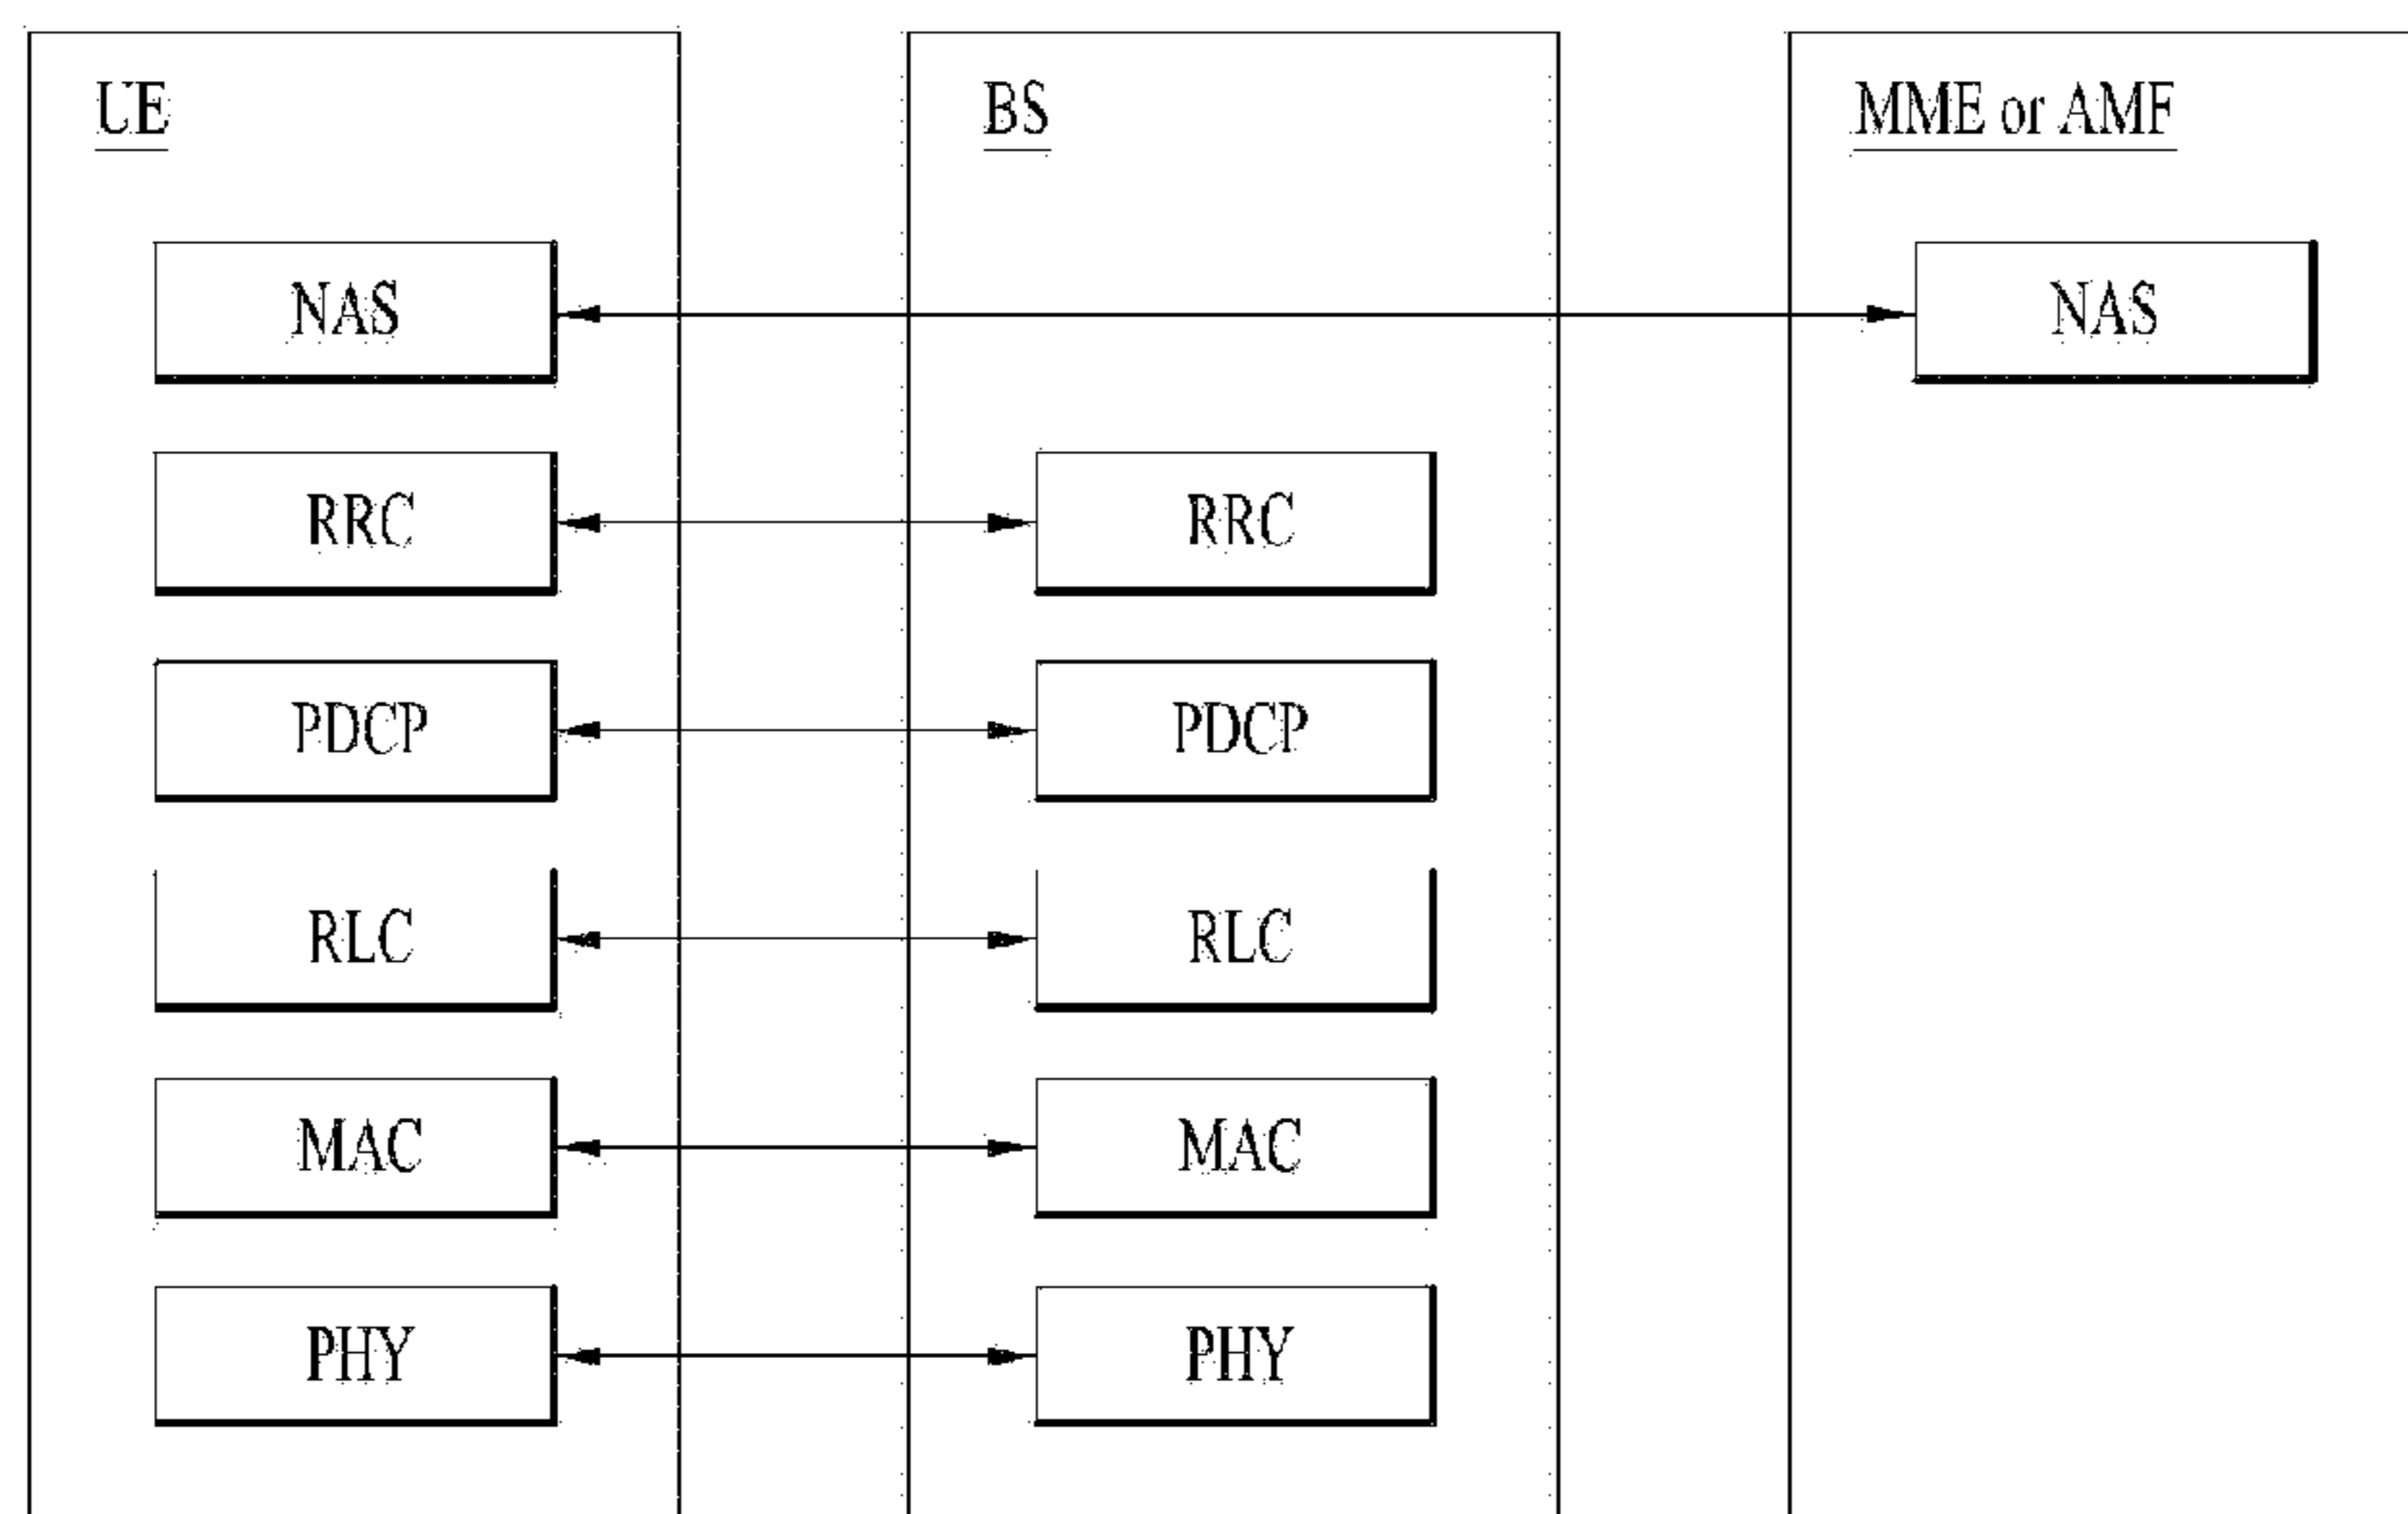 UE
BS
MME or AMF
NAS
NAS
RRC
RRC
PDCP
PDCP
RLC
RLC
MAC
MAC
PHY
PHY